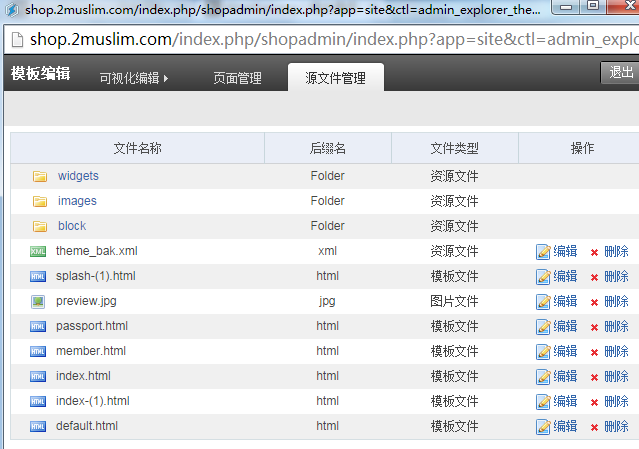 shop.2muslim.com/index.php/shopadmin/index.php?app=site&ctl=admin_explorer_the...
shop.2muslim.com/index.php/shopadmin/index.php?app=site&ctl=admin_explo
模板编辑 可视化编辑 页面管理 源文件管理 退出
文件名称 后缀名 文件类型 操作
widgets Folder 资源文件
images Folder 资源文件
block Folder 资源文件
XML theme_bak.xml xml 资源文件 编辑 删除
HTML splash-(1).html html 模板文件 编辑 删除
preview.jpg jpg 图片文件 编辑 删除
HTML passport.html html 模板文件 编辑 删除
HTML member.html html 模板文件 编辑 删除
HTML index.html html 模板文件 编辑 删除
HTML index-(1).html html 模板文件 编辑 删除
HTML default.html html 模板文件 编辑 删除